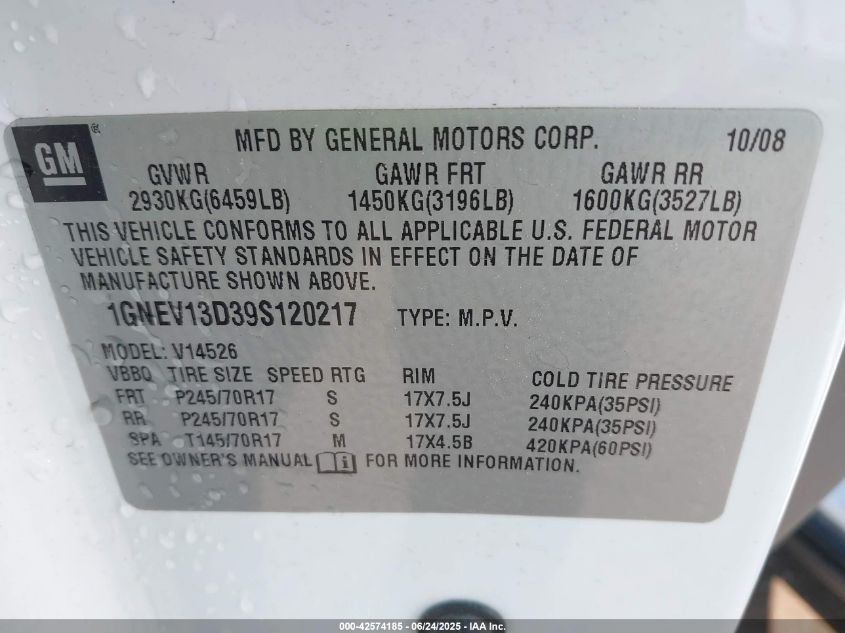 GM ®
MFD BY GENERAL MOTORS CORP. 10/08
GVWR GAWR FRT GAWR RR
2930KG(6459LB) 1450KG(3196LB) 1600KG(3527LB)
THIS VEHICLE CONFORMS TO ALL APPLICABLE U.S. FEDERAL MOTOR
VEHICLE SAFETY STANDARDS IN EFFECT ON THE DATE OF
MANUFACTURE SHOWN ABOVE.
1GNEV13D39S120217 TYPE: M.P.V.
MODEL: V14526
VBBQ TIRE SIZE SPEED RTG RIM COLD TIRE PRESSURE
FRT P245/70R17 S 17X7.5J 240KPA(35PSI)
RR P245/70R17 S 17X7.5J 240KPA(35PSI)
SPA T145/70R17 M 17X4.5B 420KPA(60PSI)
SEE OWNER'S MANUAL i FOR MORE INFORMATION.
000-42574185 - 06/24/2025 - IAA Inc.